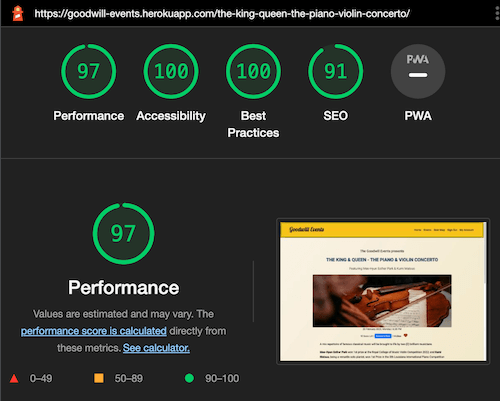 https://goodwill-events.herokuapp.com/the-king-queen-the-piano-violin-concerto/
97 100 100 91 PWA
Performance Accessibility Best Practices SEO PWA
97
Performance
Values are estimated and may vary. The
performance score is calculated directly from
these metrics. See calculator.
0–49 50–89 90–100
Goodwill Events
The Goodwill Events presents
THE KING & QUEEN - THE PIANO & VIOLIN CONCERTO